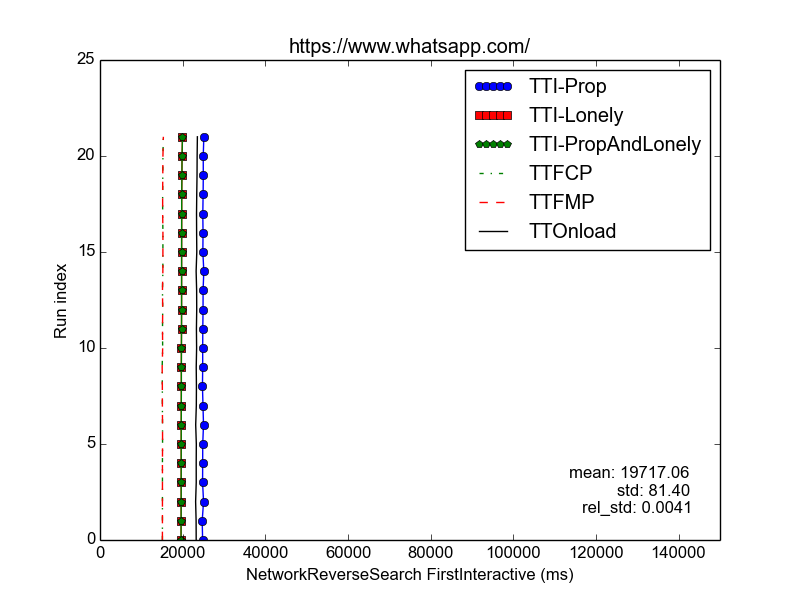 https://www.whatsapp.com/
25
20
15
10
5
0
Run index
TTI-Prop
TTI-Lonely
TTI-PropAndLonely
TTFCP
TTFMP
TTOnload
mean: 19717.06
std: 81.40
rel_std: 0.0041
0 20000 40000 60000 80000 100000 120000 140000
NetworkReverseSearch FirstInteractive (ms)